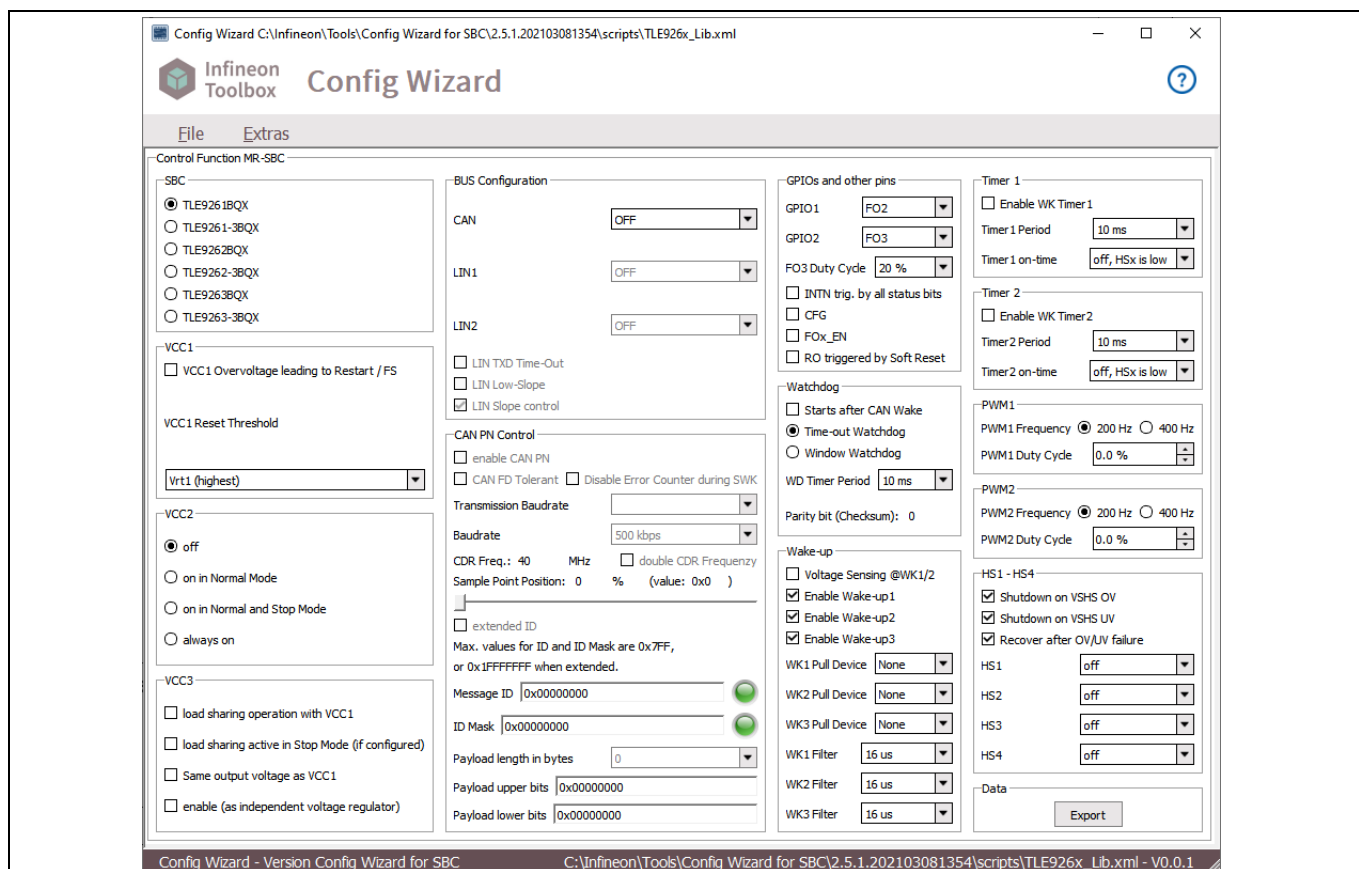 Config Wizard C:\Infineon\Tools\Config Wizard for SBC\2.5.1.202103081354\scripts\TLE926x_Lib.xml
Infineon
Toolbox
Config Wizard
File Extras
Control Function MR-SBC
SBC
TLE9261BQX
TLE9261-3BQX
TLE9262BQX
TLE9262-3BQX
TLE9263BQX
TLE9263-3BQX
VCC1
VCC1 Overvoltage leading to Restart / FS
VCC1 Reset Threshold
Vrt1 (highest)
VCC2
off
on in Normal Mode
on in Normal and Stop Mode
always on
VCC3
load sharing operation with VCC1
load sharing active in Stop Mode (if configured)
Same output voltage as VCC1
enable (as independent voltage regulator)
BUS Configuration
CAN OFF
LIN1 OFF
LIN2 OFF
LIN TXD Time-Out
LIN Low-Slope
LIN Slope control
CAN PN Control
enable CAN PN
CAN FD Tolerant Disable Error Counter during SWK
Transmission Baudrate
Baudrate 500 kbps
CDR Freq.: 40 MHz double CDR Frequenzy
Sample Point Position: 0 % (value: 0x0 )
extended ID
Max. values for ID and ID Mask are 0x7FF,
or 0x1FFFFFFF when extended.
Message ID 0x00000000
ID Mask 0x00000000
Payload length in bytes 0
Payload upper bits 0x00000000
Payload lower bits 0x00000000
GPIOs and other pins
GPIO1 FO2
GPIO2 FO3
FO3 Duty Cycle 20 %
INTN trig. by all status bits
CFG
FOx_EN
RO triggered by Soft Reset
Watchdog
Starts after CAN Wake
Time-out Watchdog
Window Watchdog
WD Timer Period 10 ms
Parity bit (Checksum): 0
Wake-up
Voltage Sensing @WK1/2
Enable Wake-up1
Enable Wake-up2
Enable Wake-up3
WK1 Pull Device None
WK2 Pull Device None
WK3 Pull Device None
WK1 Filter 16 us
WK2 Filter 16 us
WK3 Filter 16 us
Timer 1
Enable WK Timer1
Timer1 Period 10 ms
Timer1 on-time off, HSx is low
Timer 2
Enable WK Timer2
Timer2 Period 10 ms
Timer2 on-time off, HSx is low
PWM1
PWM1 Frequency 200 Hz 400 Hz
PWM1 Duty Cycle 0.0 %
PWM2
PWM2 Frequency 200 Hz 400 Hz
PWM2 Duty Cycle 0.0 %
HS1 - HS4
Shutdown on VSHS OV
Shutdown on VSHS UV
Recover after OV/UV failure
HS1 off
HS2 off
HS3 off
HS4 off
Data
Export
Config Wizard - Version Config Wizard for SBC C:\Infineon\Tools\Config Wizard for SBC\2.5.1.202103081354\scripts\TLE926x_Lib.xml - V0.0.1